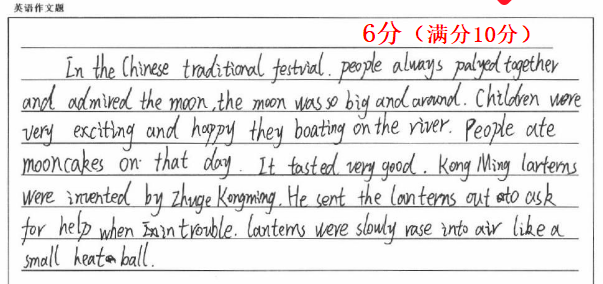 英语作文题
6分（满分10分）
In the Chinese traditional festvial. people always palyed together
and admired the moon, the moon was so big and around. Children were
very exciting and happy they boating on the river. People ate
mooncakes on that day. It tasted very good. Kong Ming lanterns
were invented by Zhuge Kongming. He sent the lanterns out to ask
for help when in trouble. lanterns were slowly rase into air like a
small heat ball.